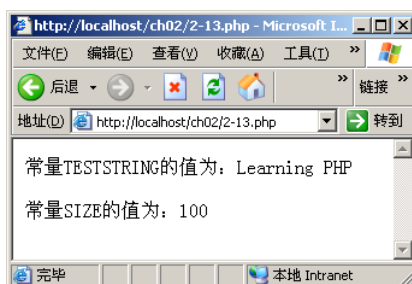 http://localhost/ch02/2-13.php - Microsoft I...
文件(F) 编辑(E) 查看(V) 收藏(A) 工具(T) »
后退 » 链接 »
地址(D) http://localhost/ch02/2-13.php 转到
常量TESTSTRING的值为：Learning PHP
常量SIZE的值为：100
完毕 本地 Intranet